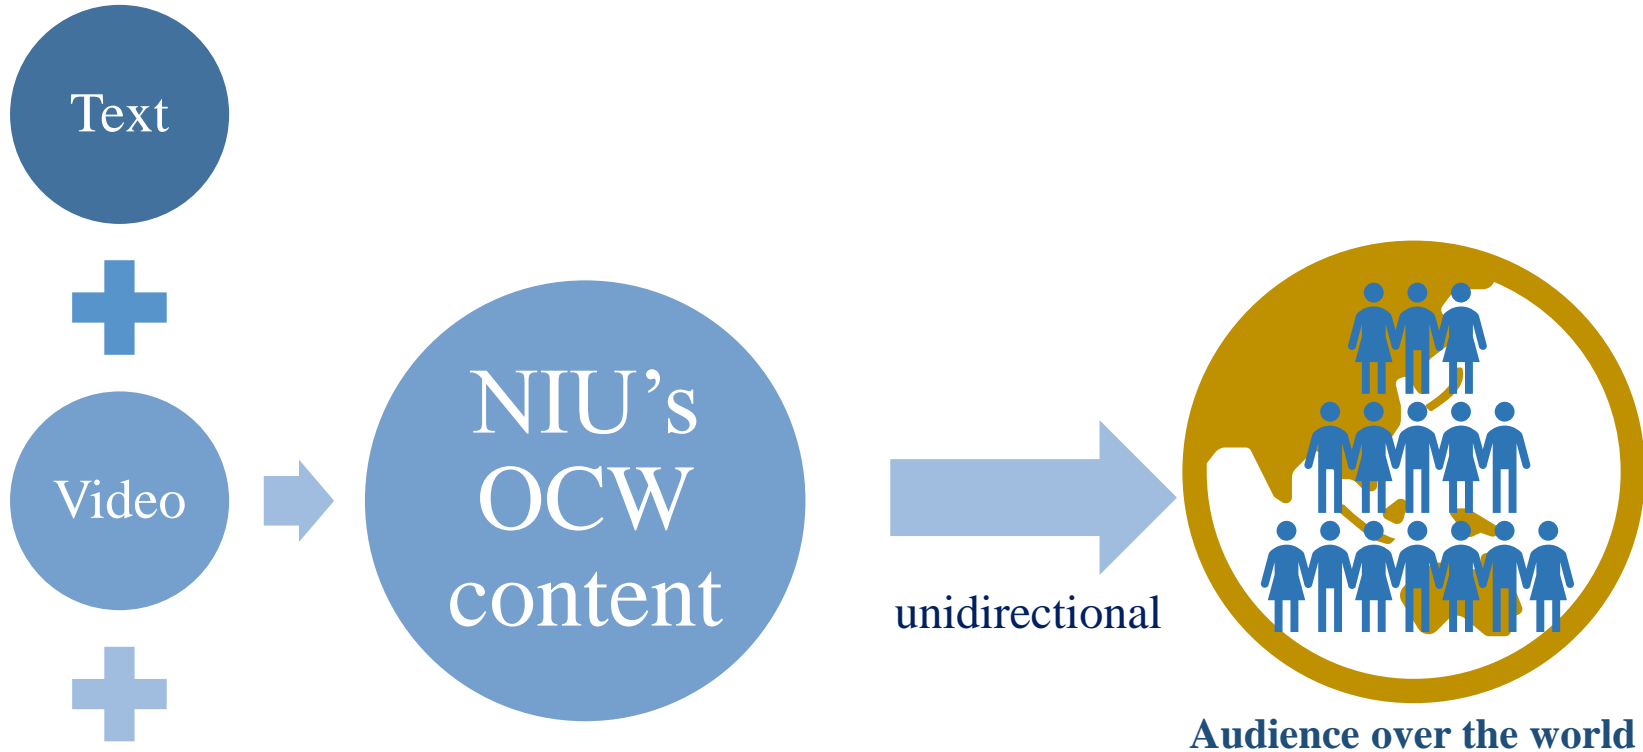 Text
Video
NIU’s
OCW
content
unidirectional
Audience over the world